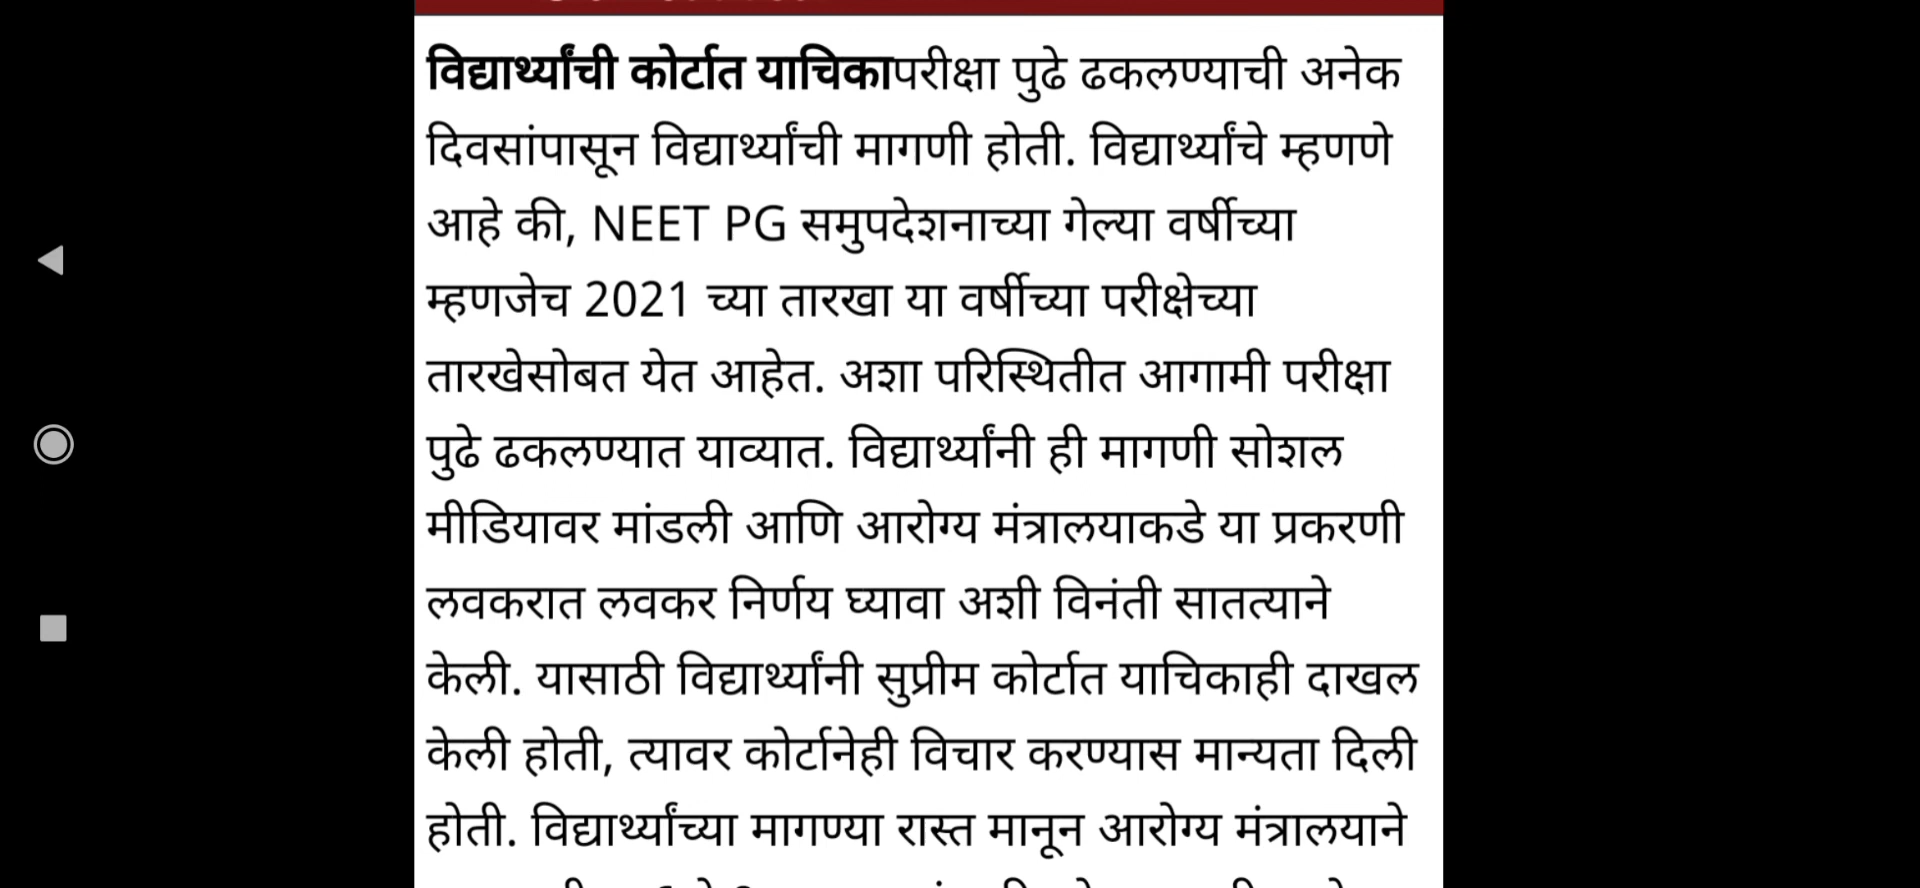 विद्यार्थ्यांची कोर्टात याचिकापरीक्षा पुढे ढकलण्याची अनेक
दिवसांपासून विद्यार्थ्यांची मागणी होती. विद्यार्थ्यांचे म्हणणे
आहे की, NEET PG समुपदेशनाच्या गेल्या वर्षीच्या
म्हणजेच 2021 च्या तारखा या वर्षीच्या परीक्षेच्या
तारखेसोबत येत आहेत. अशा परिस्थितीत आगामी परीक्षा
पुढे ढकलण्यात याव्यात. विद्यार्थ्यांनी ही मागणी सोशल
मीडियावर मांडली आणि आरोग्य मंत्रालयाकडे या प्रकरणी
लवकरात लवकर निर्णय घ्यावा अशी विनंती सातत्याने
केली. यासाठी विद्यार्थ्यांनी सुप्रीम कोर्टात याचिकाही दाखल
केली होती, त्यावर कोर्टानेही विचार करण्यास मान्यता दिली
होती. विद्यार्थ्यांच्या मागण्या रास्त मानून आरोग्य मंत्रालयाने